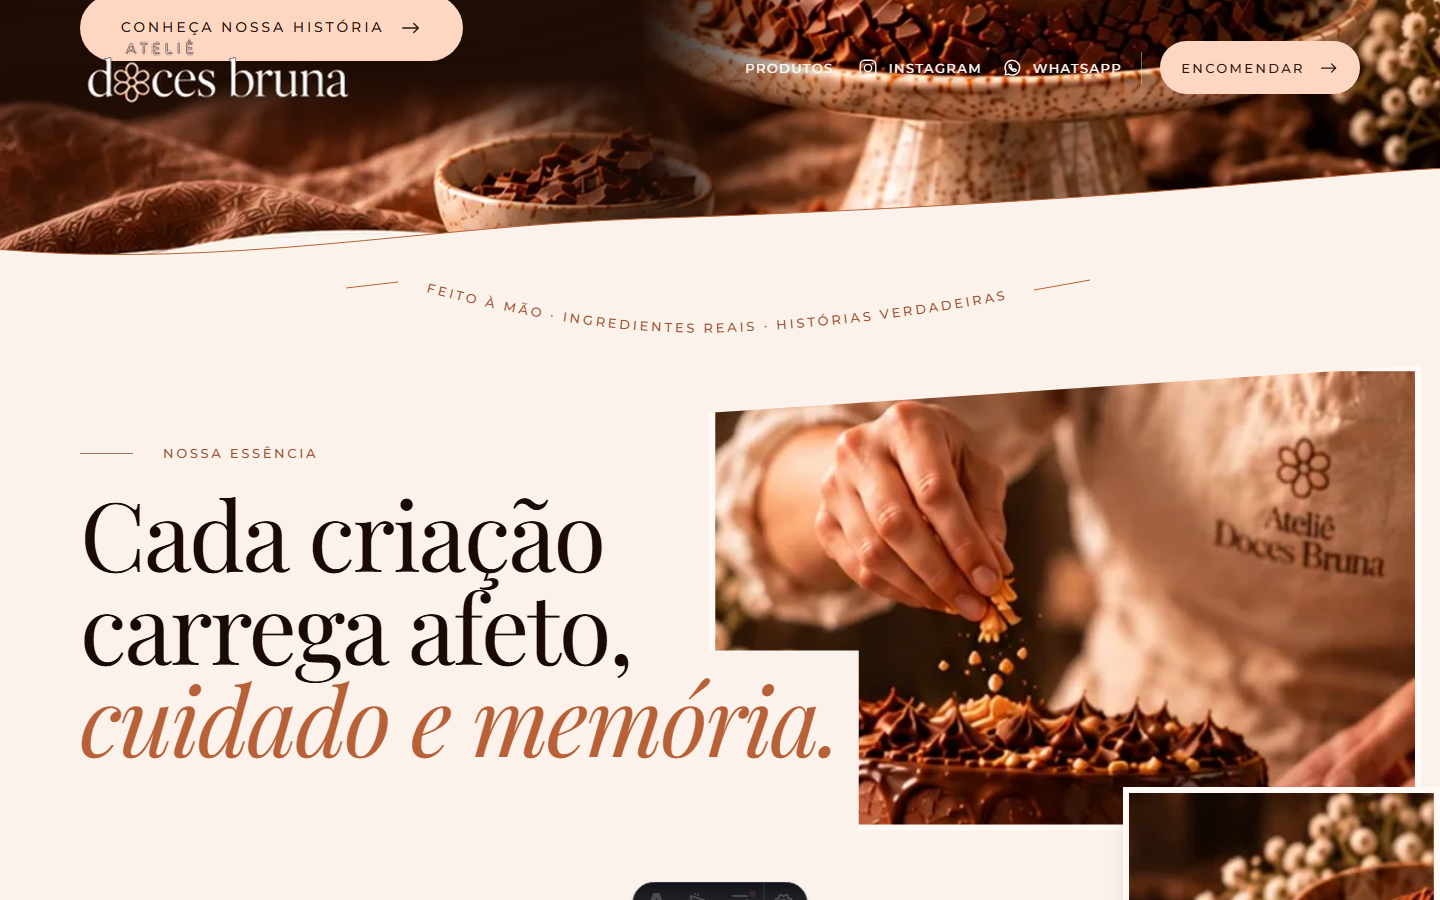 CONHEÇA NOSSA HISTÓRIA
ATELIÊ
doces bruna
PRODUTOS
INSTAGRAM
WHATSAPP
ENCOMENDAR
FEITO À MÃO · INGREDIENTES REAIS · HISTÓRIAS VERDADEIRAS
NOSSA ESSÊNCIA
Cada criação
carrega afeto,
cuidado e memória.
Ateliê
Doces Bruna